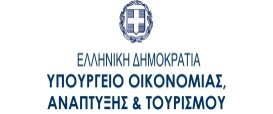 ΕΛΛΗΝΙΚΗ ΔΗΜΟΚΡΑΤΙΑ
ΥΠΟΥΡΓΕΙΟ ΟΙΚΟΝΟΜΙΑΣ,
ΑΝΑΠΤΥΞΗΣ & ΤΟΥΡΙΣΜΟΥ